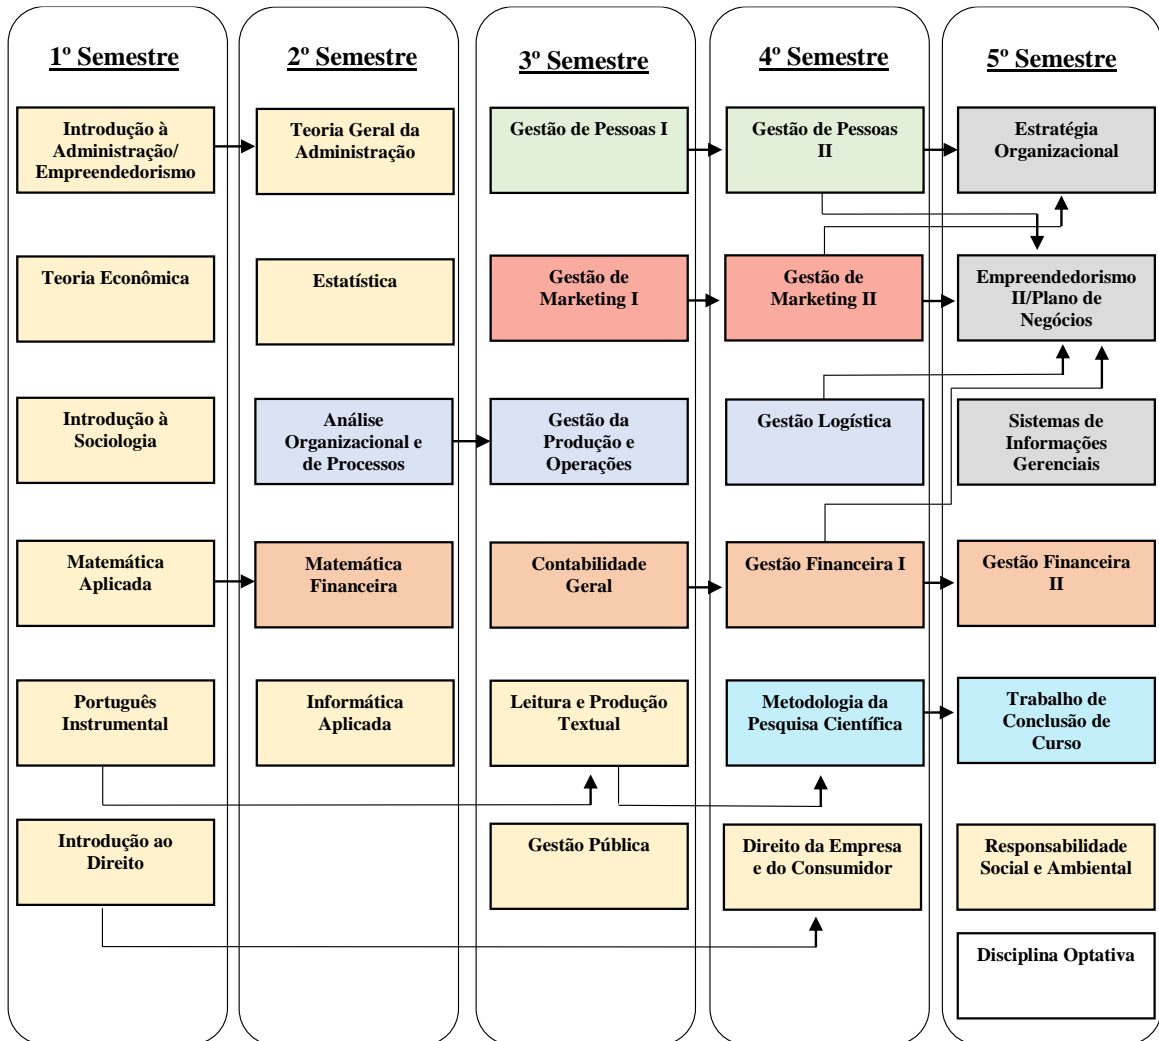 1º Semestre
Introdução à
Administração/
Empreendedorismo
Teoria Econômica
Introdução à
Sociologia
Matemática
Aplicada
Português
Instrumental
Introdução ao
Direito
2º Semestre
Teoria Geral da
Administração
Estatística
Análise
Organizacional e
de Processos
Matemática
Financeira
Informática
Aplicada
3º Semestre
Gestão de Pessoas I
Gestão de
Marketing I
Gestão da
Produção e
Operações
Contabilidade
Geral
Leitura e Produção
Textual
Gestão Pública
4º Semestre
Gestão de Pessoas
II
Gestão de
Marketing II
Gestão Logística
Gestão Financeira I
Metodologia da
Pesquisa Científica
Direito da Empresa
e do Consumidor
5º Semestre
Estratégia
Organizacional
Empreendedorismo
II/Plano de
Negócios
Sistemas de
Informações
Gerenciais
Gestão Financeira
II
Trabalho de
Conclusão de
Curso
Responsabilidade
Social e Ambiental
Disciplina Optativa